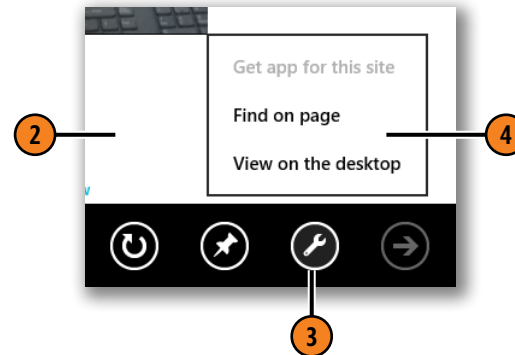 Get app for this site
Find on page
2
4
View on the desktop
3